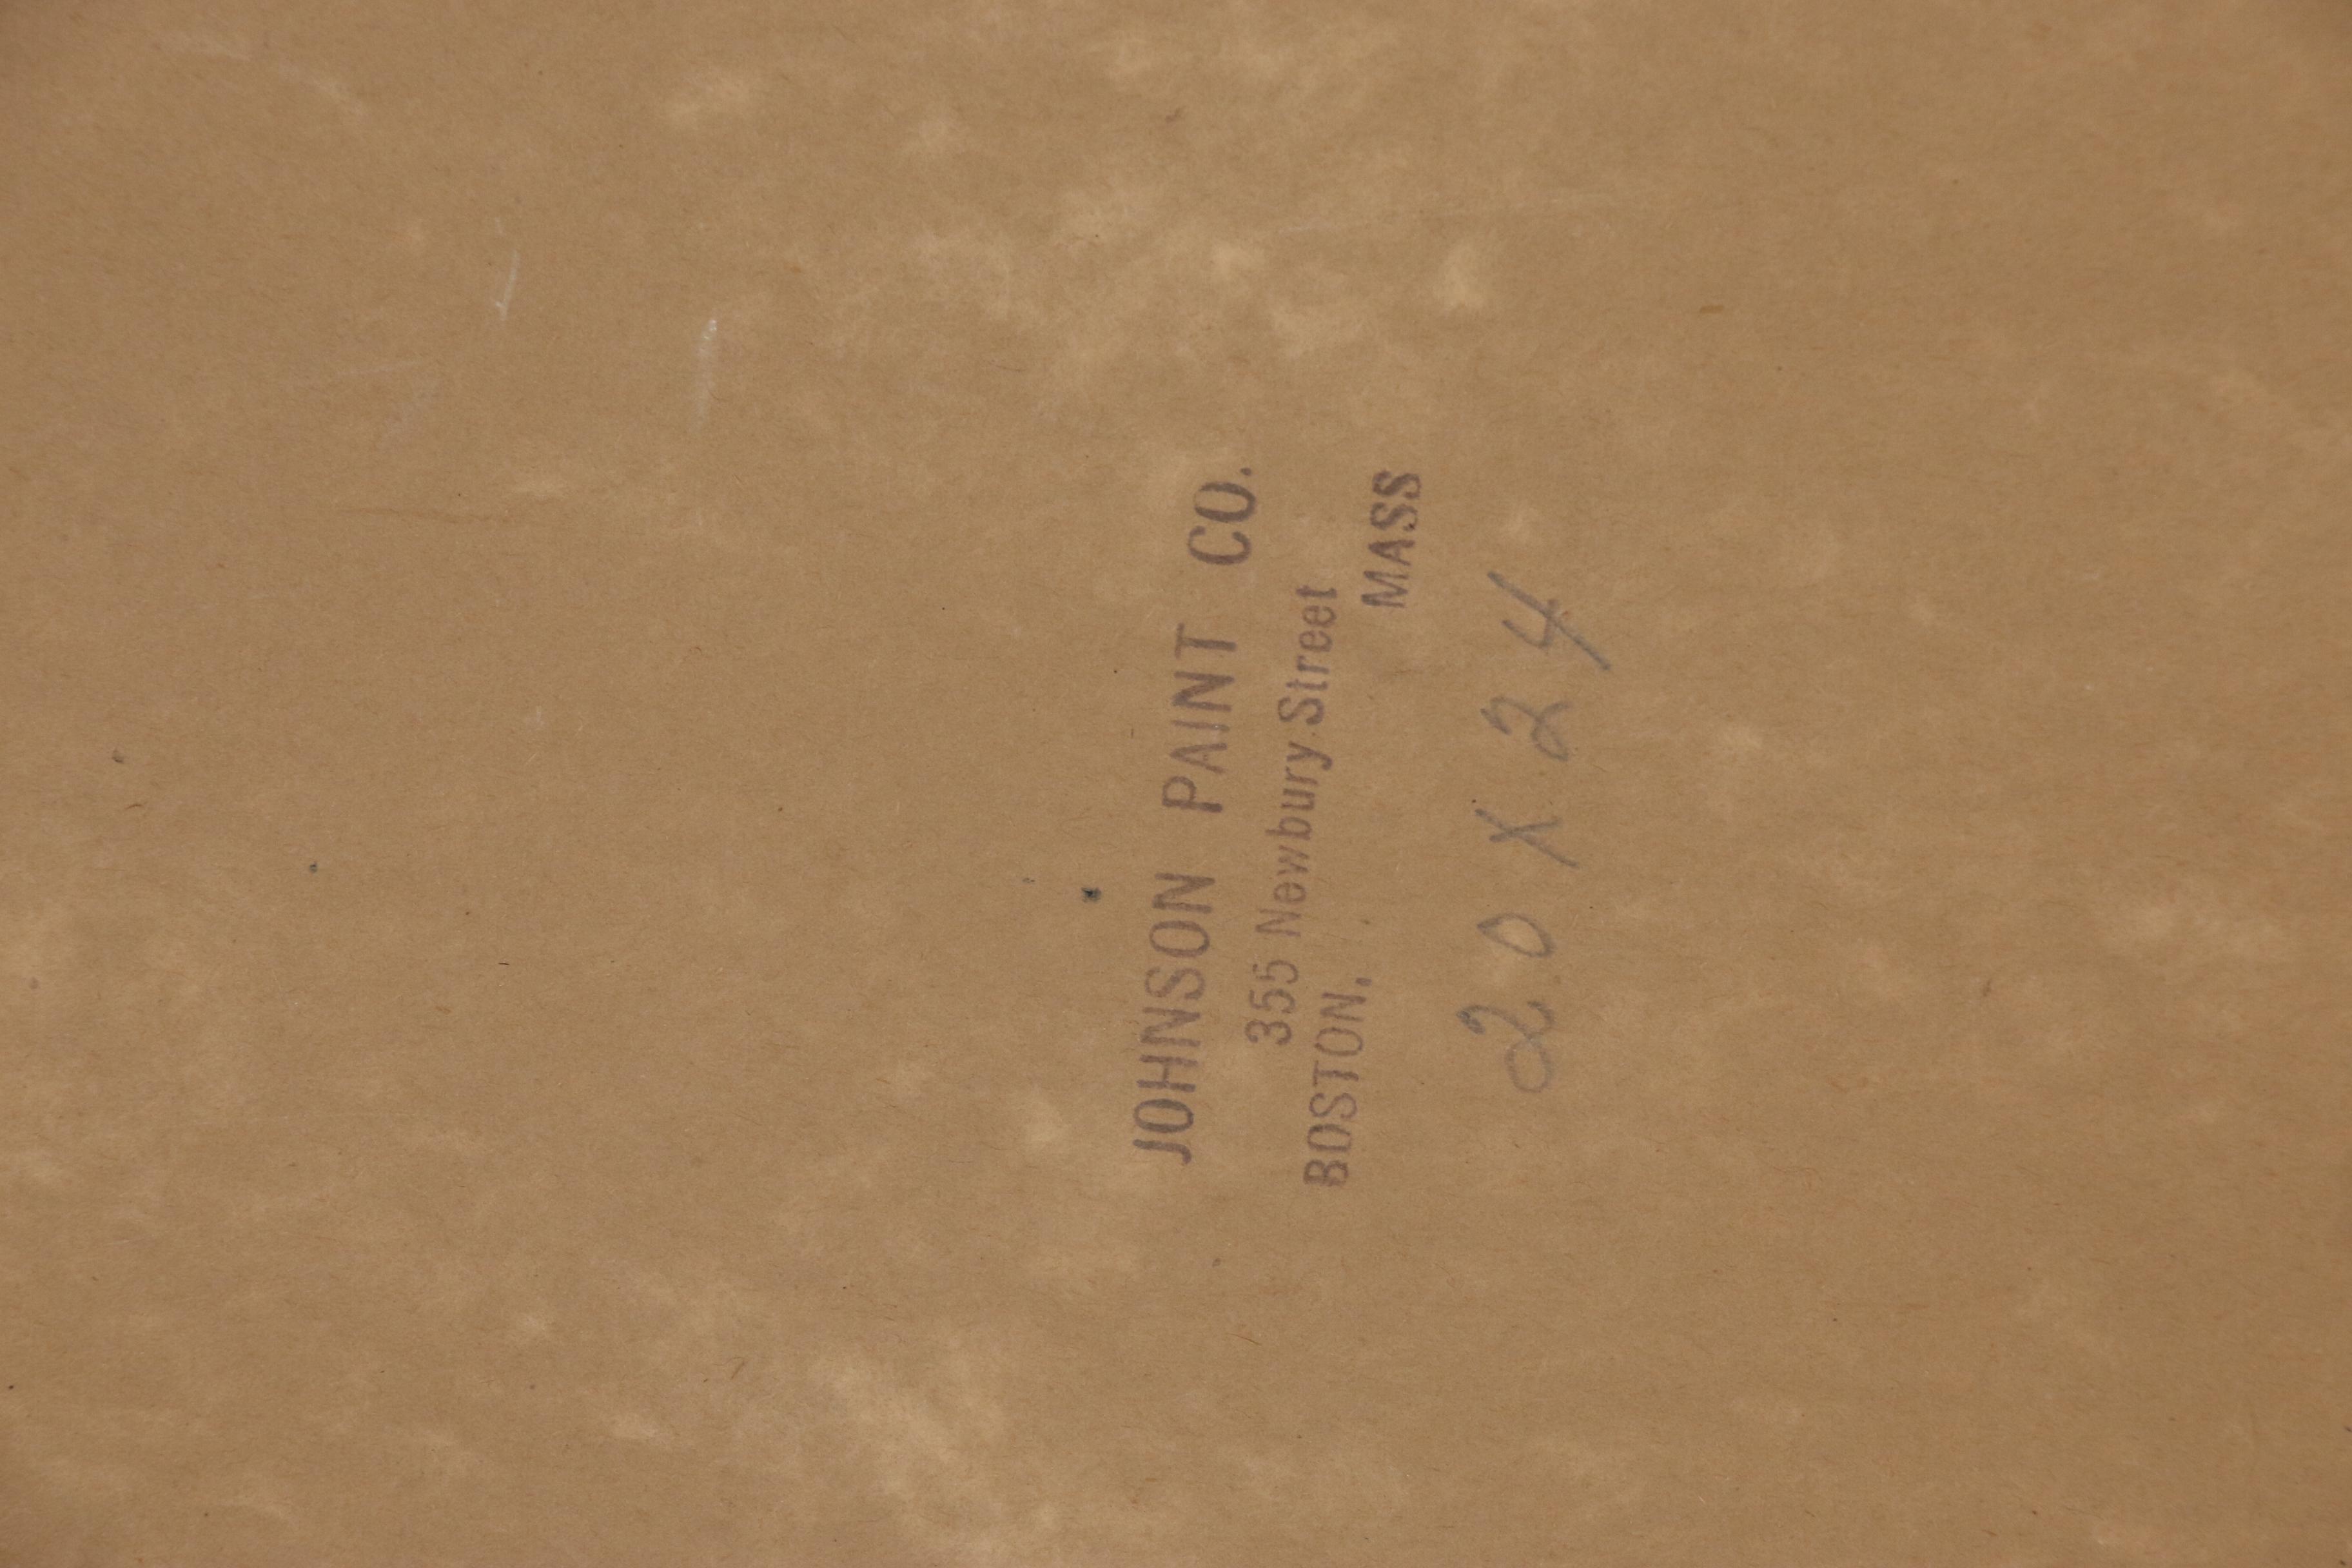 JOHNSON PAINT CO.
355 Newbury Street
BOSTON, MASS
20 X 24